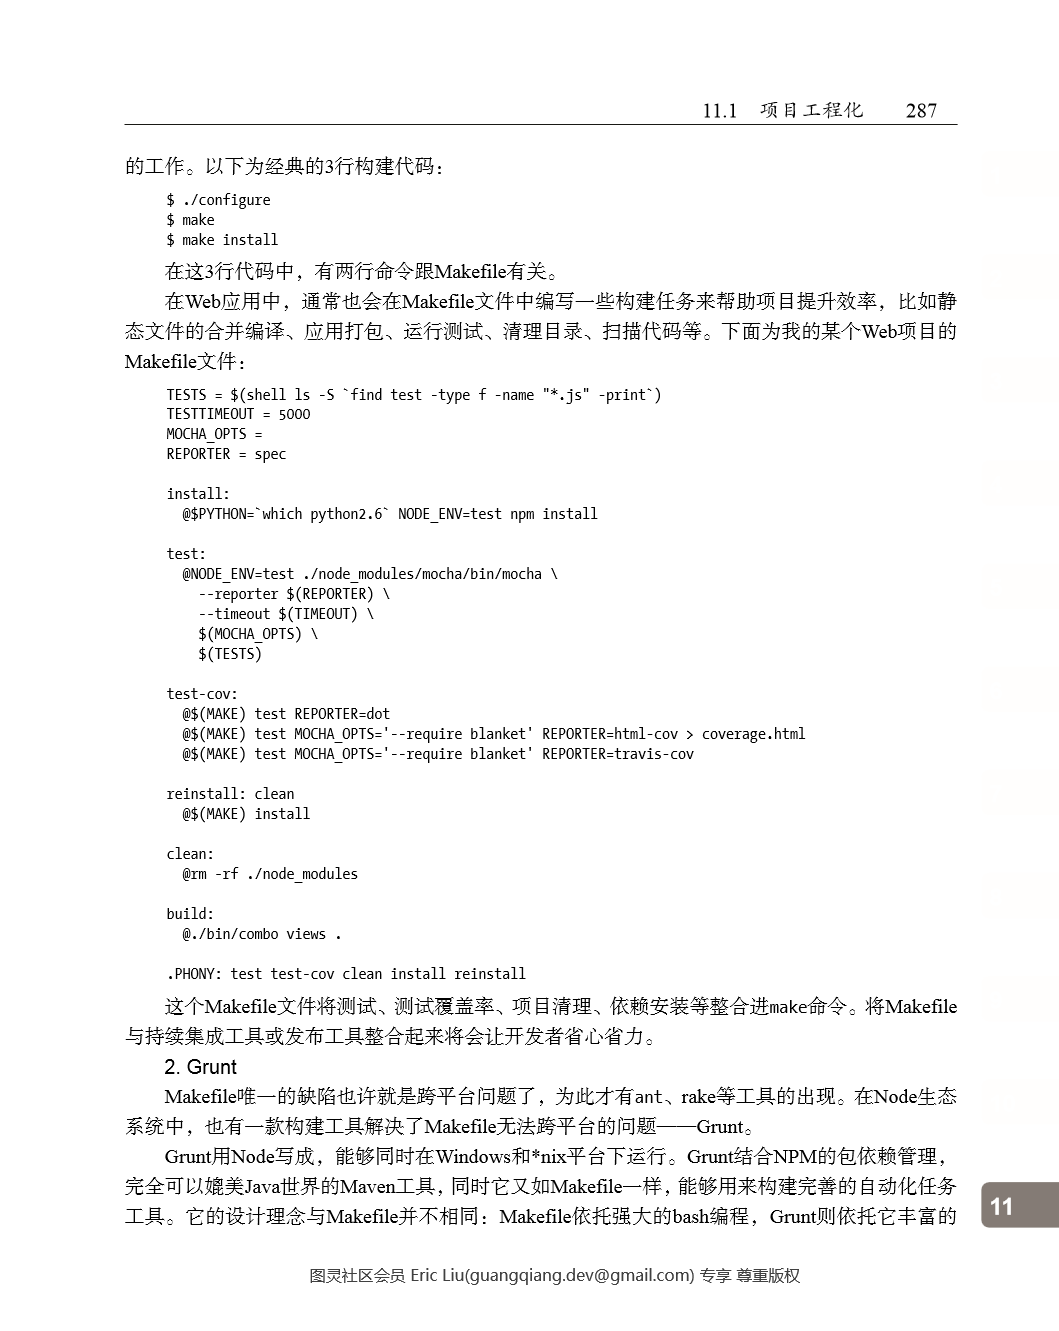 11.1 项目工程化 287
的工作。以下为经典的3行构建代码：
$ ./configure
$ make
$ make install
在这3行代码中，有两行命令跟Makefile有关。
在Web应用中，通常也会在Makefile文件中编写一些构建任务来帮助项目提升效率，比如静
态文件的合并编译、应用打包、运行测试、清理目录、扫描代码等。下面为我的某个Web项目的
Makefile文件：
TESTS = $(shell ls -S `find test -type f -name "*.js" -print`)
TESTTIMEOUT = 5000
MOCHA_OPTS =
REPORTER = spec
install:
@$PYTHON=`which python2.6` NODE_ENV=test npm install
test:
@NODE_ENV=test ./node_modules/mocha/bin/mocha \
--reporter $(REPORTER) \
--timeout $(TIMEOUT) \
$(MOCHA_OPTS) \
$(TESTS)
test-cov:
@$(MAKE) test REPORTER=dot
@$(MAKE) test MOCHA_OPTS='--require blanket' REPORTER=html-cov > coverage.html
@$(MAKE) test MOCHA_OPTS='--require blanket' REPORTER=travis-cov
reinstall: clean
@$(MAKE) install
clean:
@rm -rf ./node_modules
build:
@./bin/combo views .
.PHONY: test test-cov clean install reinstall
这个Makefile文件将测试、测试覆盖率、项目清理、依赖安装等整合进make命令。将Makefile
与持续集成工具或发布工具整合起来将会让开发者省心省力。
2. Grunt
Makefile唯一的缺陷也许就是跨平台问题了，为此才有ant、rake等工具的出现。在Node生态
系统中，也有一款构建工具解决了Makefile无法跨平台的问题——Grunt。
Grunt用Node写成，能够同时在Windows和*nix平台下运行。Grunt结合NPM的包依赖管理，
完全可以媲美Java世界的Maven工具，同时它又如Makefile一样，能够用来构建完善的自动化任务
工具。它的设计理念与Makefile并不相同：Makefile依托强大的bash编程，Grunt则依托它丰富的
11
图灵社区会员 Eric Liu(guangqiang.dev@gmail.com) 专享 尊重版权